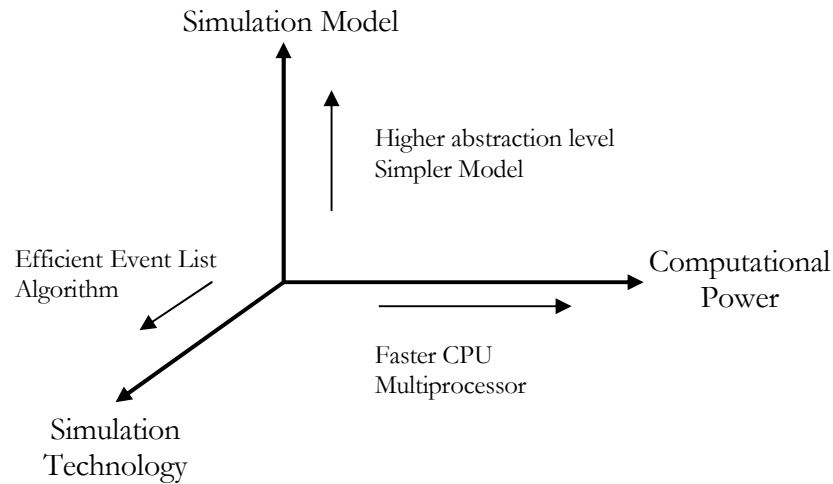 Simulation Model
Higher abstraction level
Simpler Model
Efficient Event List
Algorithm
Computational
Power
Faster CPU
Multiprocessor
Simulation
Technology